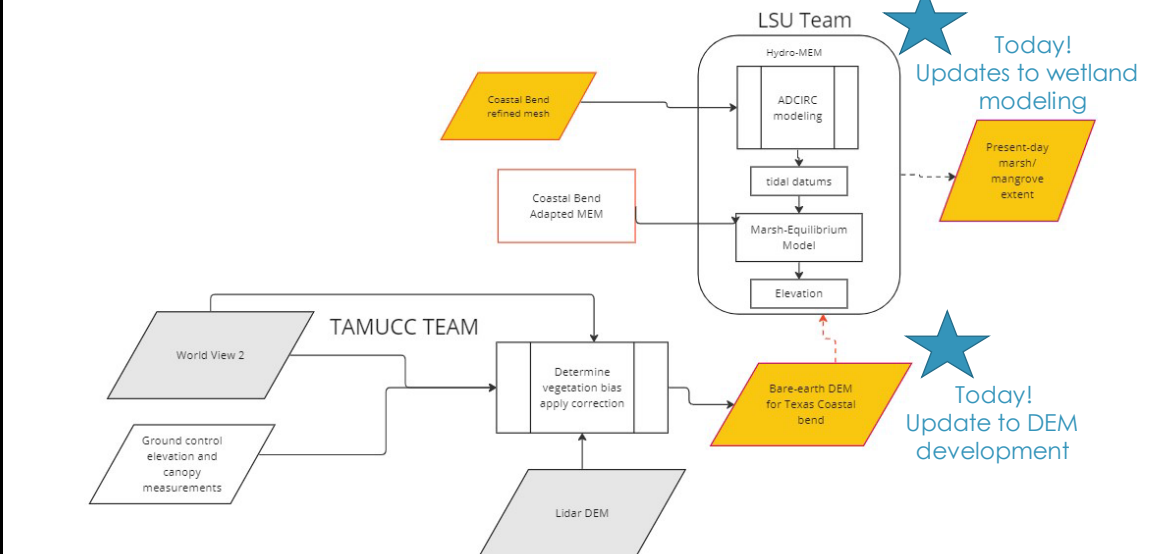 LSU Team
Hydro-MEM
Today!
Updates to wetland
modeling
Coastal Bend
refined mesh
ADCIRC
modeling
Present-day
marsh/
mangrove
extent
tidal datums
Coastal Bend
Adapted MEM
Marsh-Equilibrium
Model
Elevation
TAMUCC TEAM
World View 2
Determine
vegetation bias
apply correction
Bare-earth DEM
for Texas Coastal
bend
Today!
Update to DEM
development
Ground control
elevation and
canopy
measurements
Lidar DEM